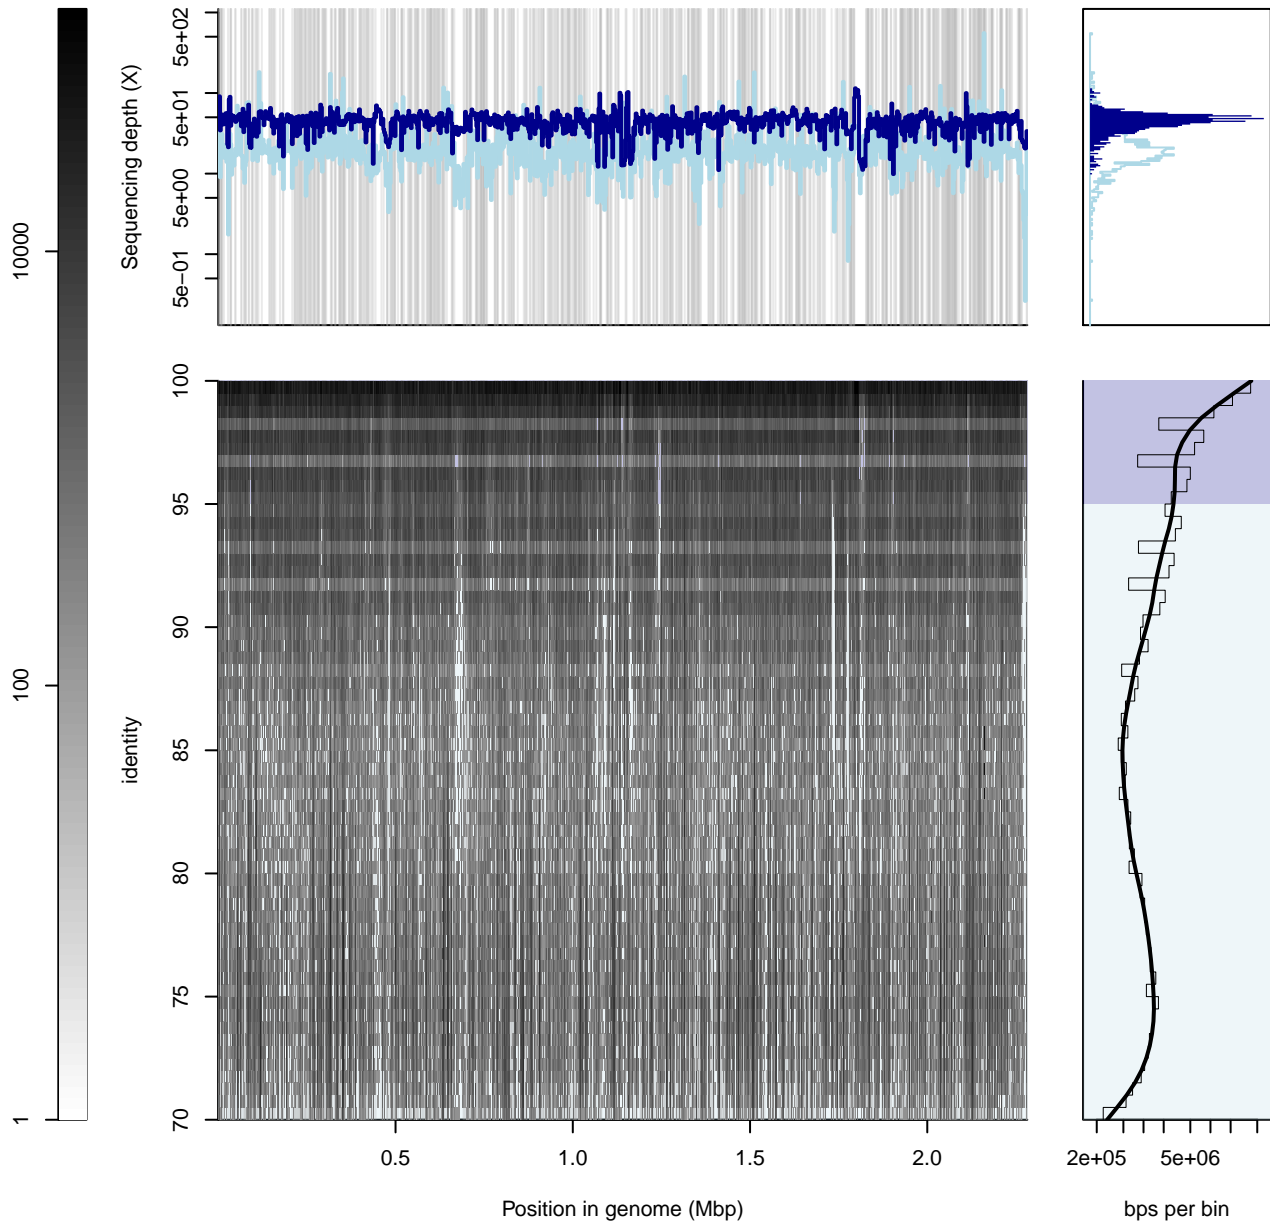 10000
100
1
Sequencing depth (X)
5e+02
5e+01
5e+00
5e−01
identity
100
95
90
85
80
75
70
0.5
1.0
1.5
2.0
Position in genome (Mbp)
2e+05
5e+06
bps per bin